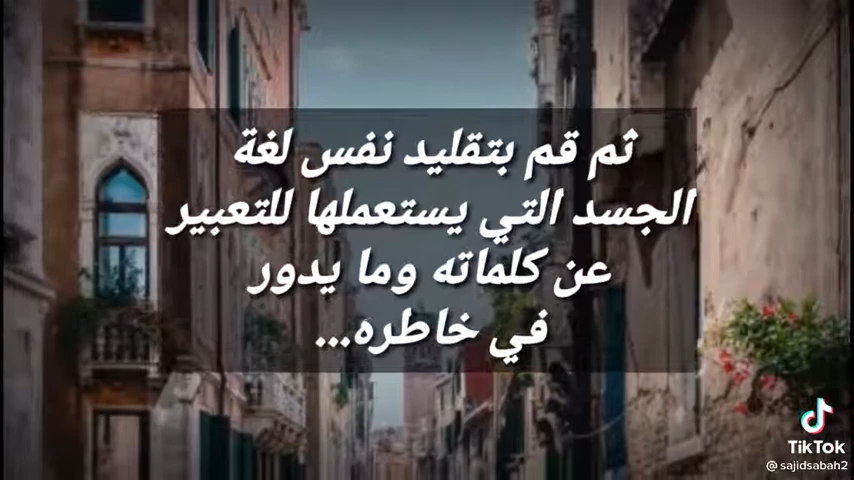 ثم قم بتقليد نفس لغة
الجسد التي يستعملها للتعبير
عن كلماته وما يدور
في خاطره...
TikTok
@sajidsabah2